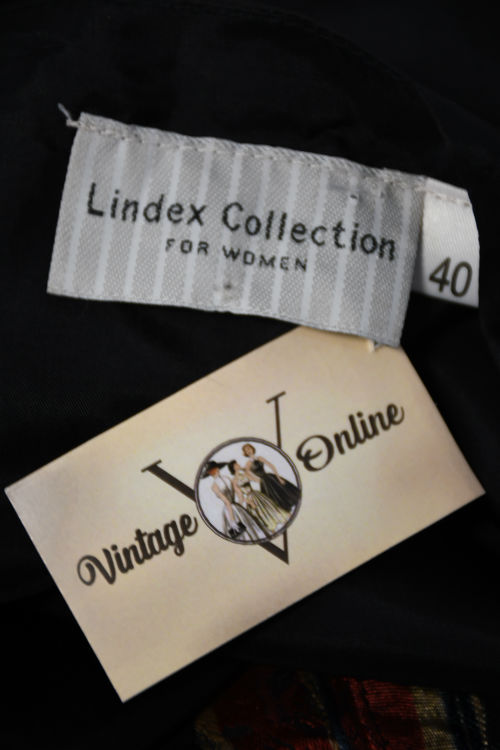 Lindex Collection
FOR WOMEN
40
V
Vintage Online